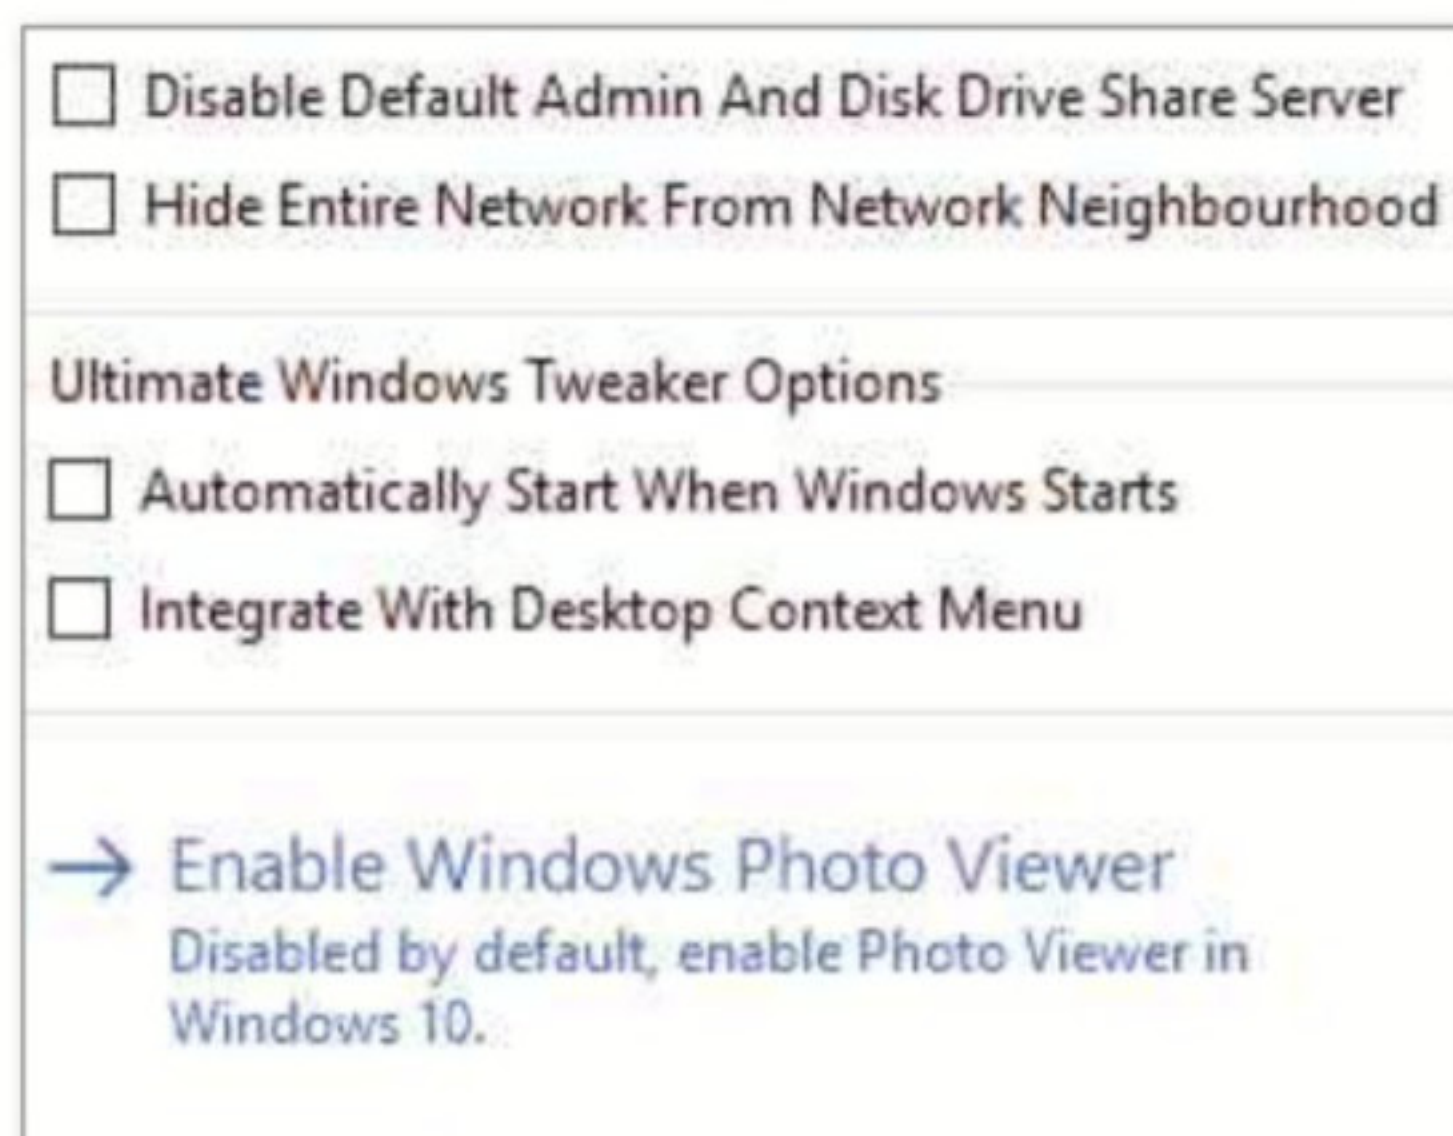 Disable Default Admin And Disk Drive Share Server
Hide Entire Network From Network Neighbourhood
Ultimate Windows Tweaker Options
Automatically Start When Windows Starts
Integrate With Desktop Context Menu
Enable Windows Photo Viewer
Disabled by default, enable Photo Viewer in
Windows 10.